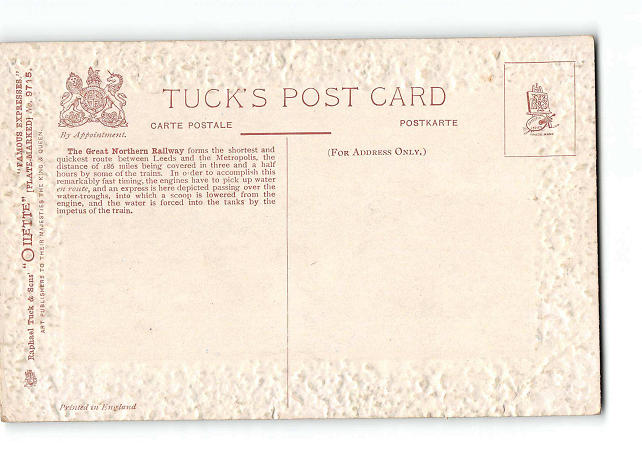 TUCK'S POST CARD
By Appointment.
CARTE POSTALE
POSTKARTE
TRADE MARK
The Great Northern Railway forms the shortest and
quickest route between Leeds and the Metropolis, the
distance of 186 miles being covered in three and a half
hours by some of the trains. In order to accomplish this
remarkably fast timing, the engines have to pick up water
en route, and an express is here depicted passing over the
water-troughs, into which a scoop is lowered from the
engine, and the water is forced into the tanks by the
impetus of the train.
(FOR ADDRESS ONLY.)
Raphael Tuck & Sons' "OILETTE" [PLATE-MARKED] No. 9715.
"FAMOUS EXPRESSES."
ART PUBLISHERS TO THEIR MAJESTIES THE KING & QUEEN.
Printed in England